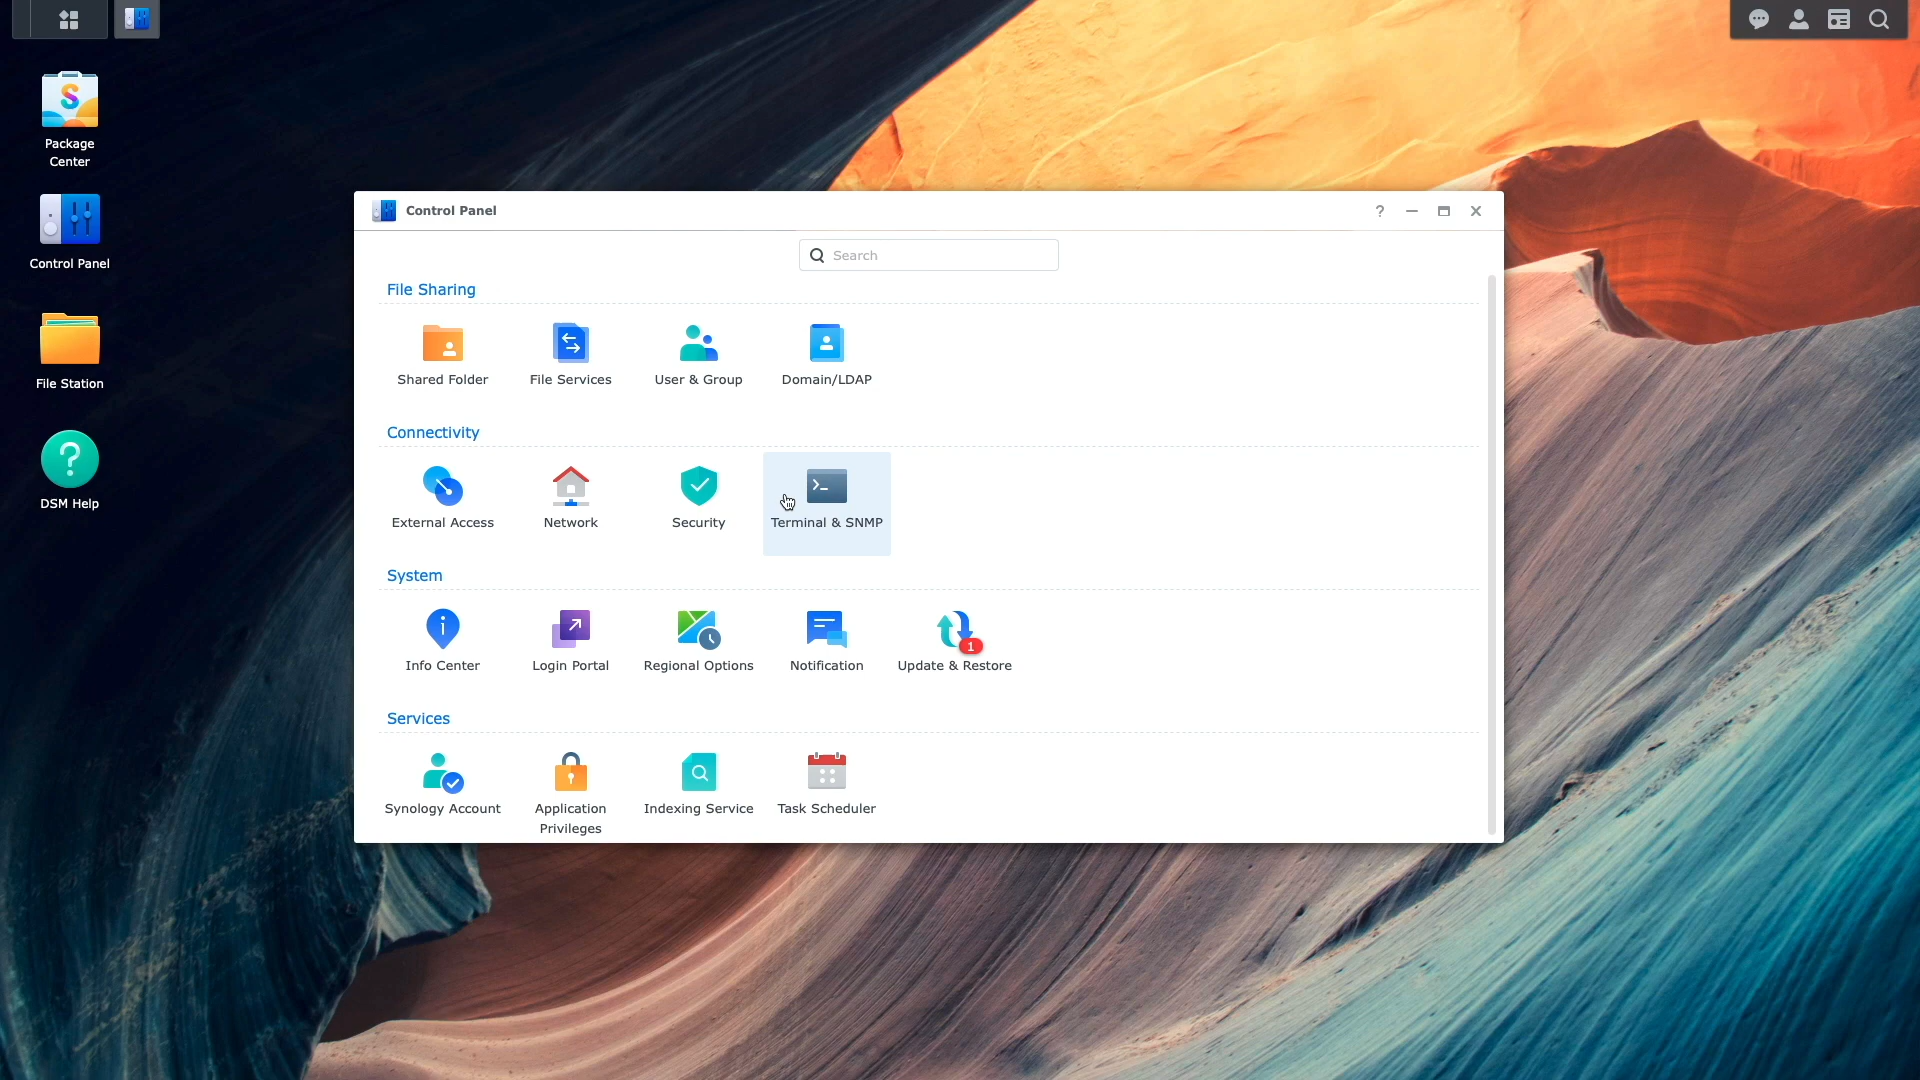 Package
Center
Control Panel
File Station
DSM Help
Control Panel
?
Search
File Sharing
Shared Folder
File Services
User & Group
Domain/LDAP
Connectivity
External Access
Network
Security
Terminal & SNMP
System
Info Center
Login Portal
Regional Options
Notification
1
Update & Restore
Services
Synology Account
Application
Privileges
Indexing Service
Task Scheduler